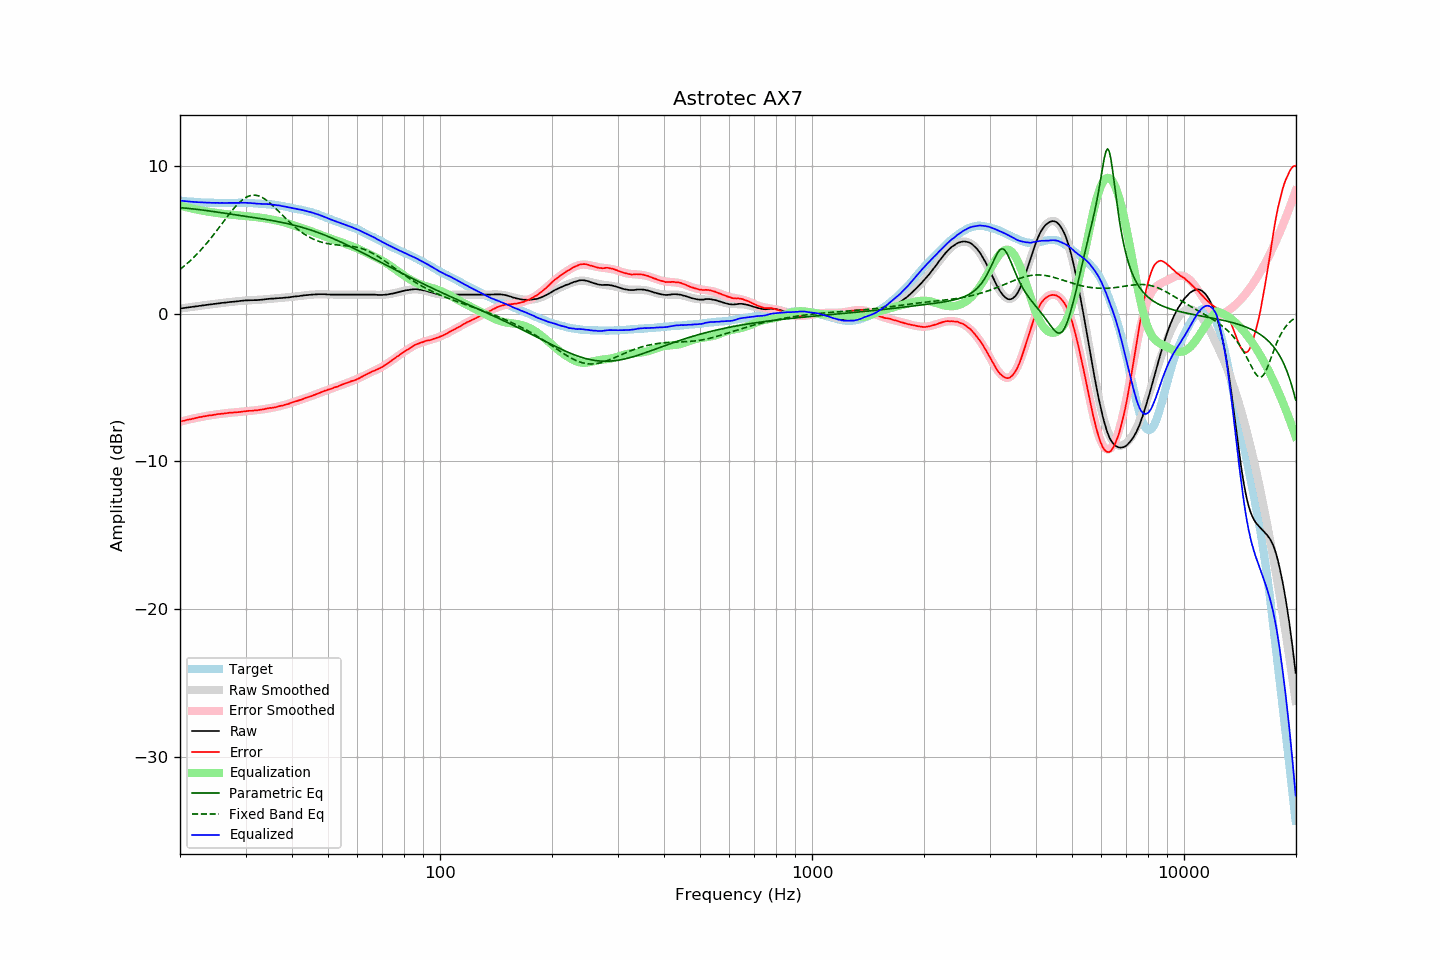 Astrotec AX7
10
0
−10
−20
−30
Amplitude (dBr)
Target
Raw Smoothed
Error Smoothed
Raw
Error
Equalization
Parametric Eq
Fixed Band Eq
Equalized
100
1000
10000
Frequency (Hz)